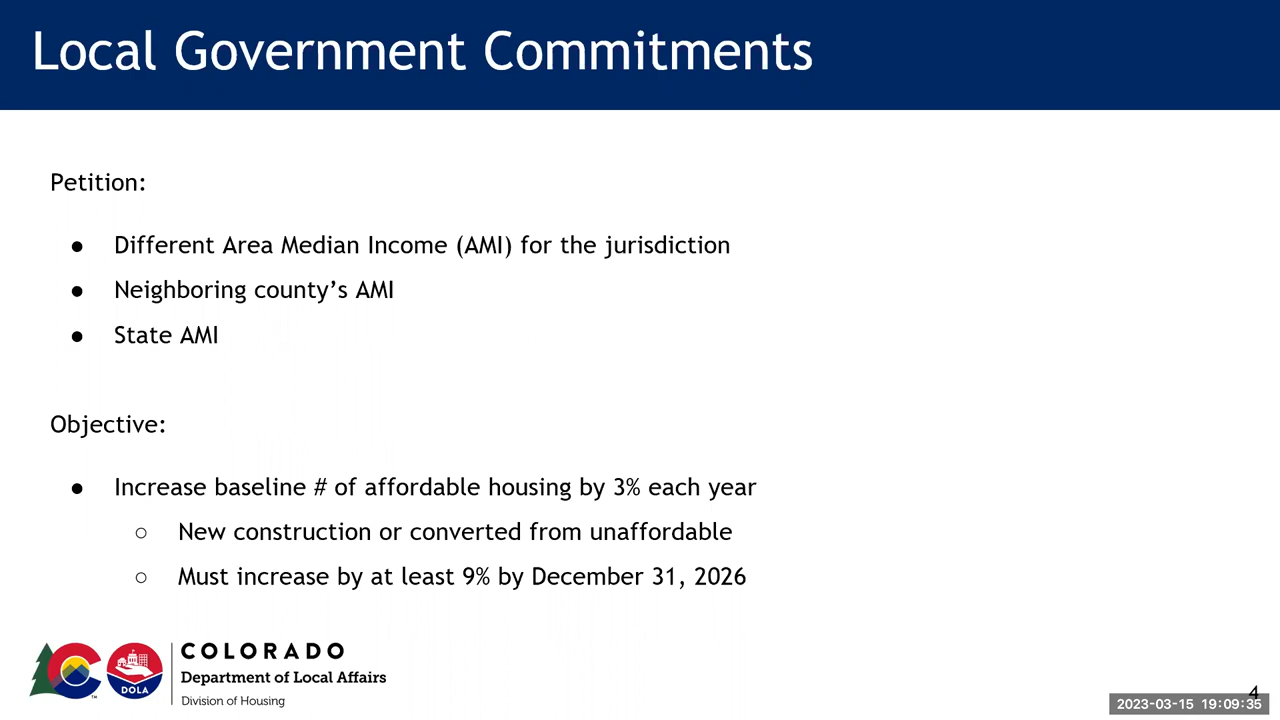 Local Government Commitments
Petition:
● Different Area Median Income (AMI) for the jurisdiction
● Neighboring county’s AMI
● State AMI
Objective:
● Increase baseline # of affordable housing by 3% each year
○ New construction or converted from unaffordable
○ Must increase by at least 9% by December 31, 2026
COLORADO
Department of Local Affairs
Division of Housing
DOLA
TM
4
2023-03-15 19:09:35